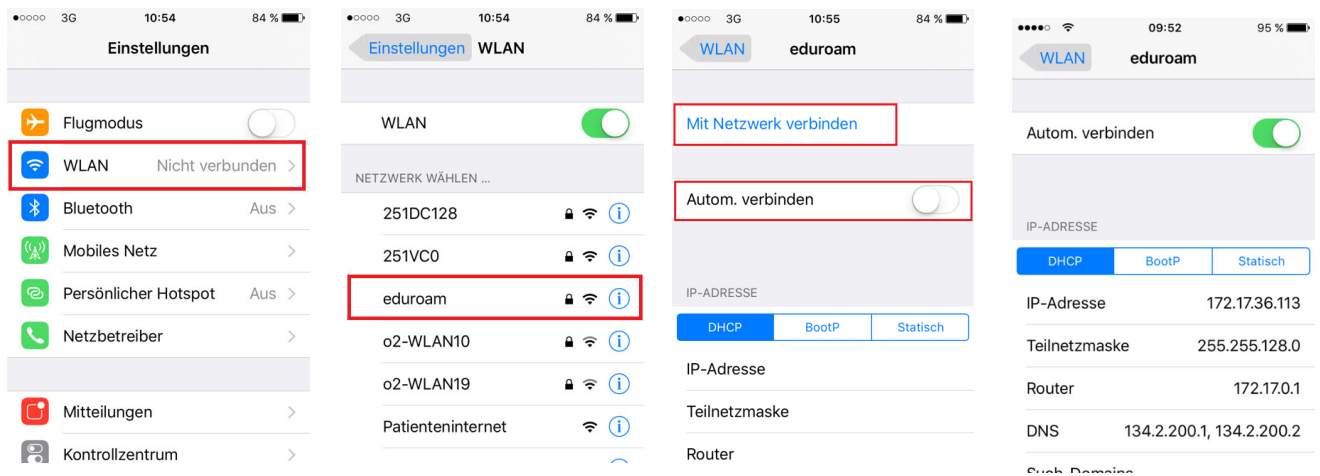 3G 10:54 84 %
Einstellungen
Flugmodus
WLAN Nicht verbunden
Bluetooth Aus
Mobiles Netz
Persönlicher Hotspot Aus
Netzbetreiber
Mitteilungen
Kontrollzentrum
3G 10:54 84 %
Einstellungen WLAN
WLAN
NETZWERK WÄHLEN ...
251DC128
251VC0
eduroam
o2-WLAN10
o2-WLAN19
Patienteninternet
3G 10:55 84 %
WLAN eduroam
Mit Netzwerk verbinden
Autom. verbinden
IP-ADRESSE
DHCP BootP Statisch
IP-Adresse
Teilnetzmaske
Router
09:52 95 %
WLAN eduroam
Autom. verbinden
IP-ADRESSE
DHCP BootP Statisch
IP-Adresse 172.17.36.113
Teilnetzmaske 255.255.128.0
Router 172.17.0.1
DNS 134.2.200.1, 134.2.200.2
Such-Domains